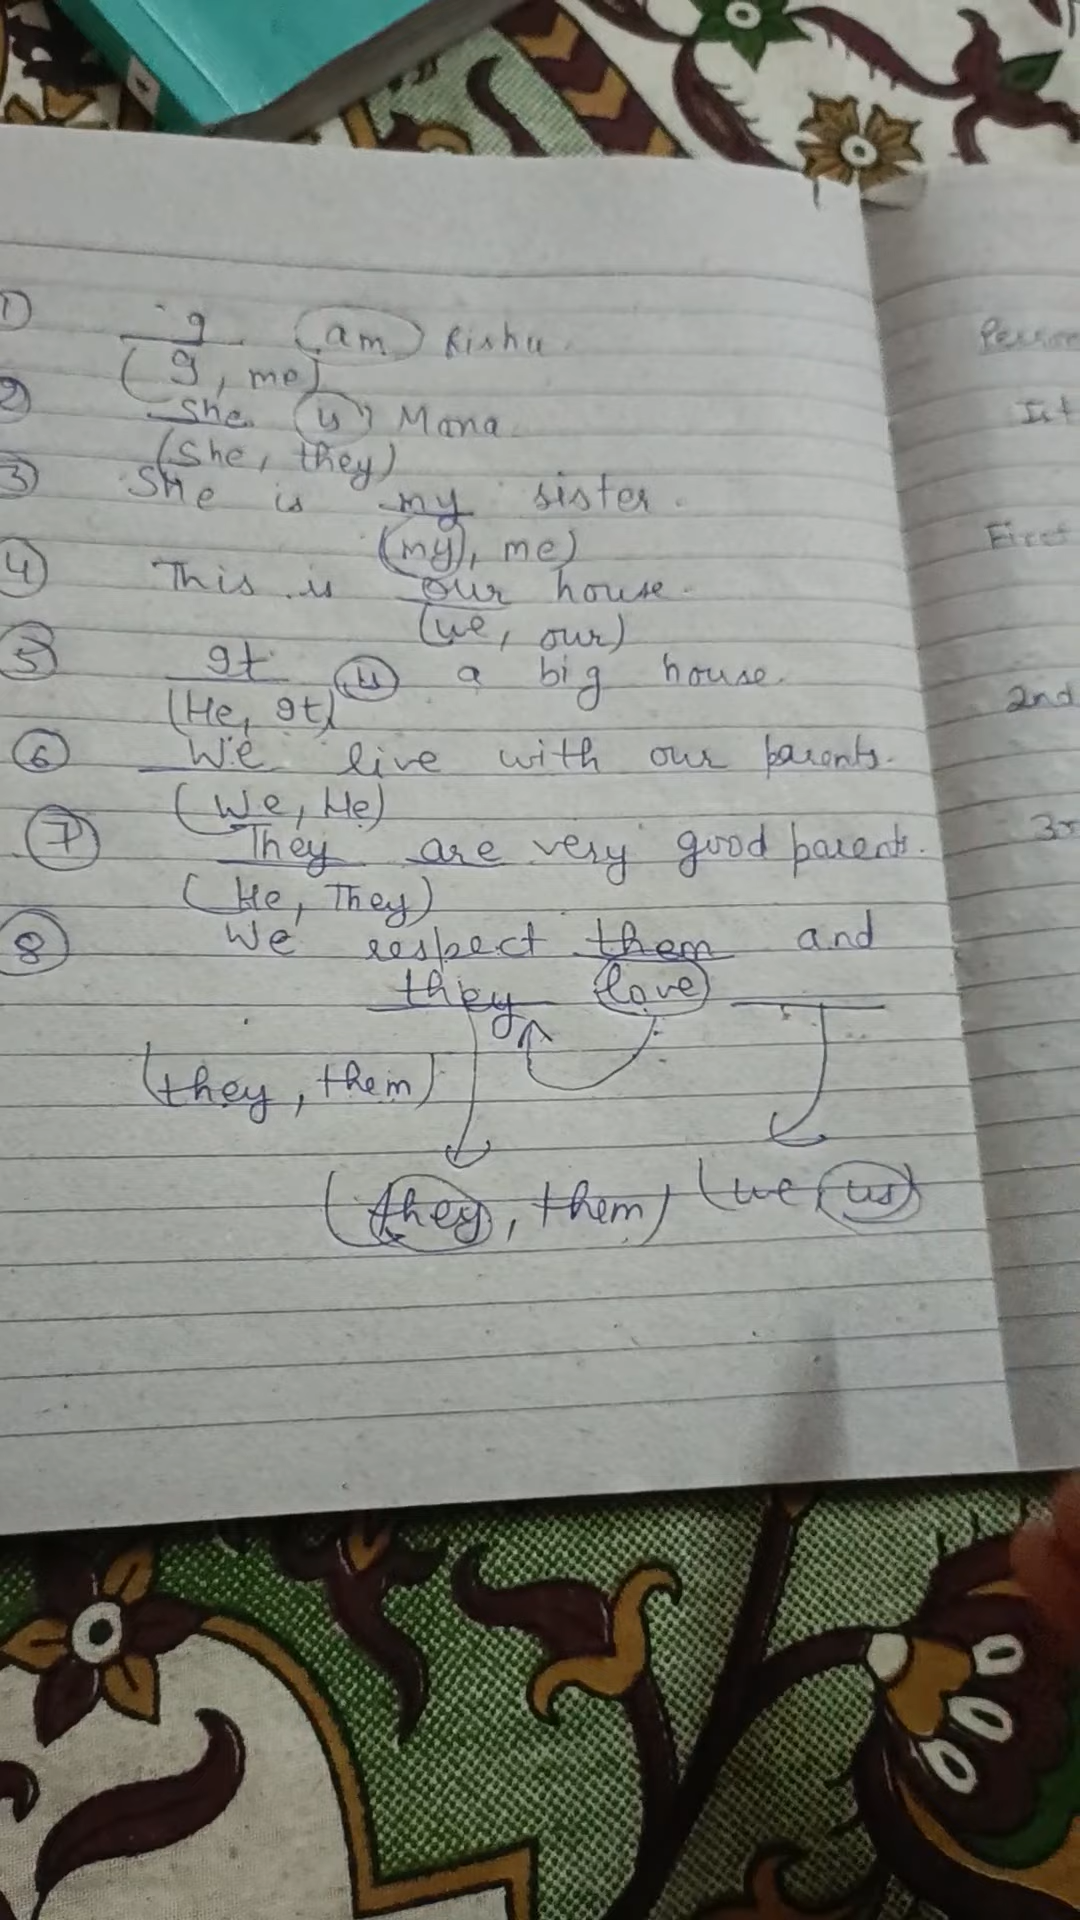 1) I am Rishu.
(I, me)
2) She is Mona
(She, they)
3) She is my sister.
(my, me)
4) This is our house.
(we, our)
5) It is a big house.
(He, It)
6) We live with our parents.
(We, He)
7) They are very good parents.
(He, They)
8) We respect them and
they love
(they, them)
(they, them) (we, us)
First
2nd